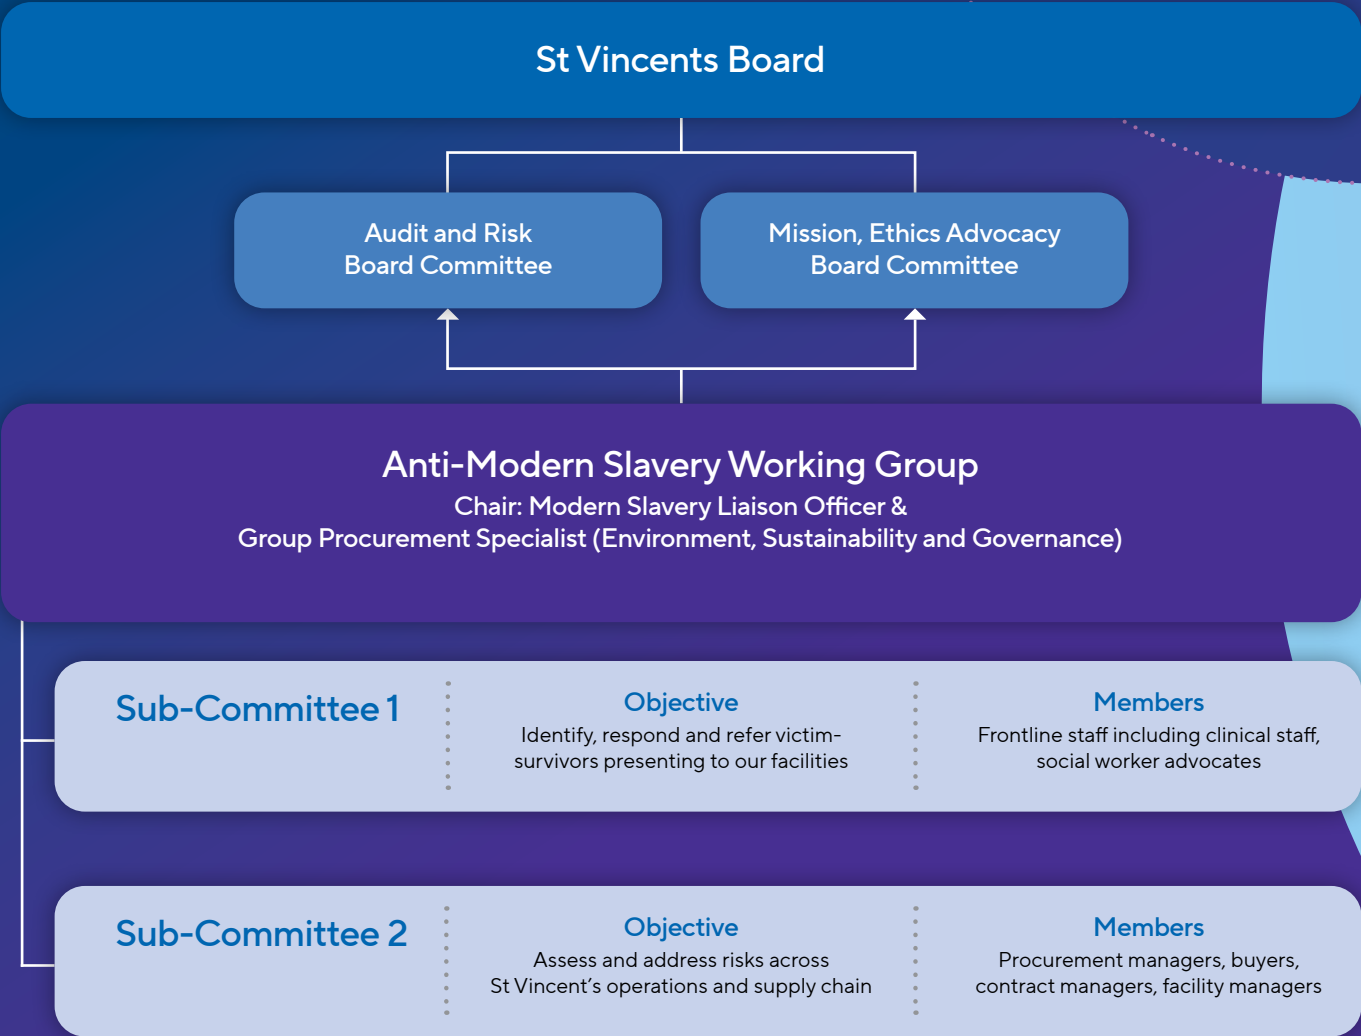 St Vincents Board
Audit and Risk
Board Committee
Mission, Ethics Advocacy
Board Committee
Anti-Modern Slavery Working Group
Chair: Modern Slavery Liaison Officer &
Group Procurement Specialist (Environment, Sustainability and Governance)
Sub-Committee 1
Objective
Identify, respond and refer victim-
survivors presenting to our facilities
Members
Frontline staff including clinical staff,
social worker advocates
Sub-Committee 2
Objective
Assess and address risks across
St Vincent’s operations and supply chain
Members
Procurement managers, buyers,
contract managers, facility managers